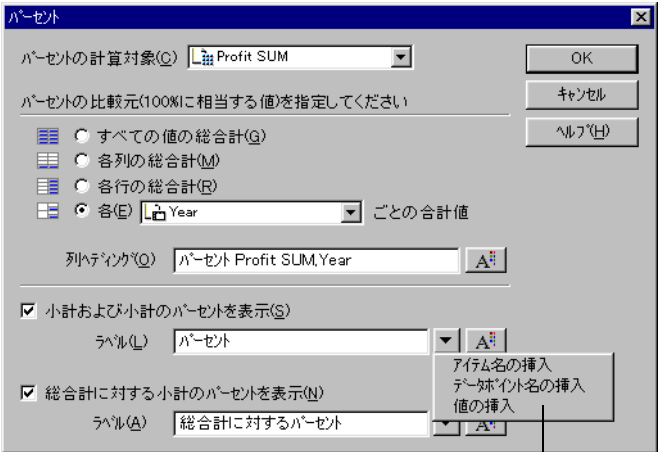 パーセント
パーセントの計算対象(C) Profit SUM
OK
パーセントの比較元(100%に相当する値)を指定してください
キャンセル
すべての値の総合計(G)
ヘルプ(H)
各列の総合計(M)
各行の総合計(R)
各(E) Year ごとの合計値
列ヘディング(O) パーセント Profit SUM,Year
小計および小計のパーセントを表示(S)
ラベル(L) パーセント
アイテム名の挿入
データポイント名の挿入
値の挿入
総合計に対する小計のパーセントを表示(N)
ラベル(A) 総合計に対するパーセント